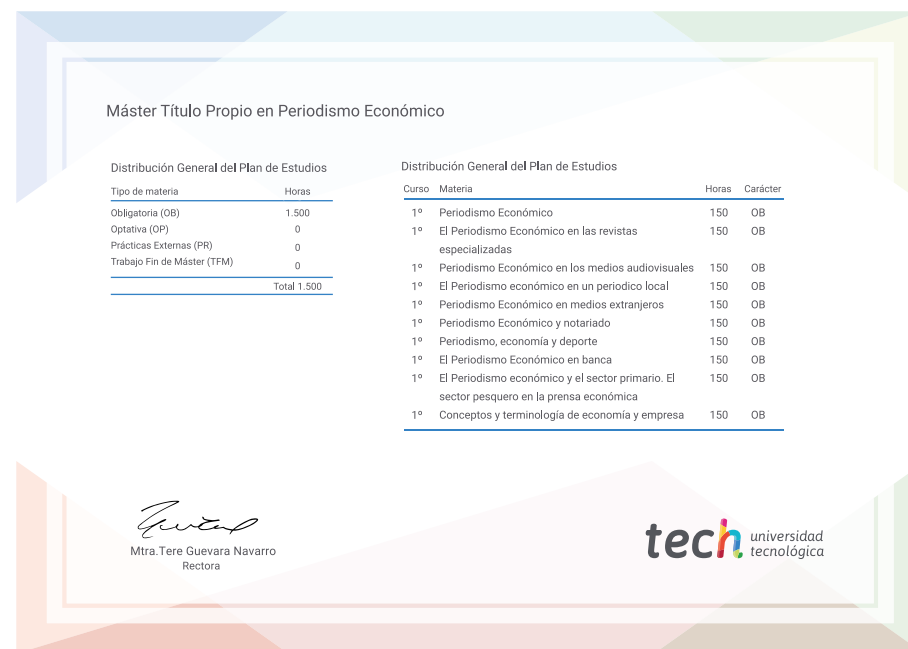 Máster Título Propio en Periodismo Económico
Distribución General del Plan de Estudios
Tipo de materia Horas
Obligatoria (OB) 1.500
Optativa (OP) 0
Prácticas Externas (PR) 0
Trabajo Fin de Máster (TFM) 0
Total 1.500
Distribución General del Plan de Estudios
Curso Materia Horas Carácter
1º Periodismo Económico 150 OB
1º El Periodismo Económico en las revistas 150 OB
especializadas
1º Periodismo Económico en los medios audiovisuales 150 OB
1º El Periodismo económico en un periodico local 150 OB
1º Periodismo Económico en medios extranjeros 150 OB
1º Periodismo Económico y notariado 150 OB
1º Periodismo, economía y deporte 150 OB
1º El Periodismo Económico en banca 150 OB
1º El Periodismo económico y el sector primario. El 150 OB
sector pesquero en la prensa económica
1º Conceptos y terminología de economía y empresa 150 OB
Mtra.Tere Guevara Navarro
Rectora
tech universidad
tecnológica